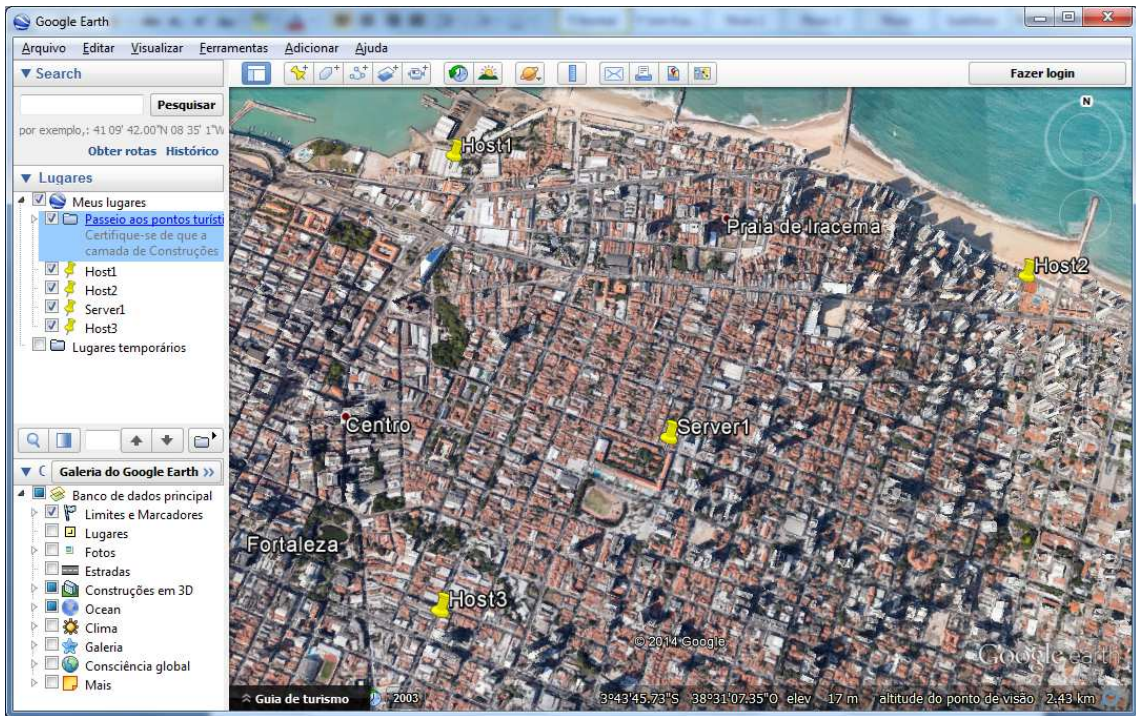 Google Earth
Arquivo Editar Visualizar Ferramentas Adicionar Ajuda
Search
Fazer login
Pesquisar
por exemplo,: 41 09' 42.00"N 08 35' 1"W
Obter rotas Histórico
Lugares
Meus lugares
Passeio aos pontos turísti
Certifique-se de que a
camada de Construções
Host1
Host2
Server1
Host3
Lugares temporários
Galeria do Google Earth >>
Banco de dados principal
Limites e Marcadores
Lugares
Fotos
Estradas
Construções em 3D
Ocean
Clima
Galeria
Consciência global
Mais
N
Host1
Praia de Iracema
Host2
Centro
Server1
Fortaleza
Host3
© 2014 Google
Google earth
Guia de turismo
2003
3°43'45.73"S 38°31'07.35"O elev 17 m altitude do ponto de visão 2.43 km